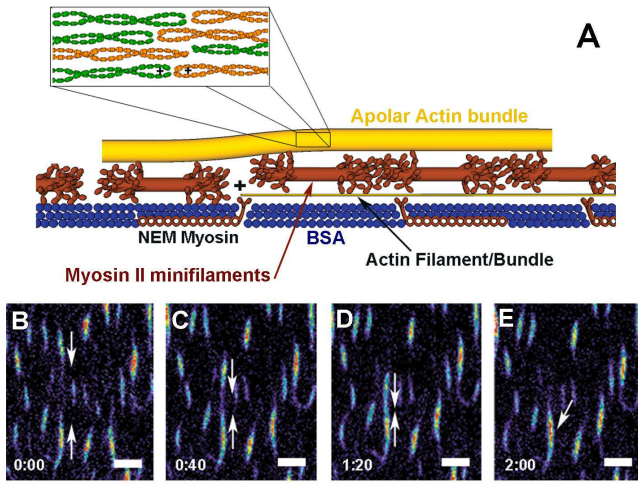 A
+ +
Apolar Actin bundle
+
NEM Myosin
BSA
Actin Filament/Bundle
Myosin II minifilaments
B C D E
0:00 0:40 1:20 2:00